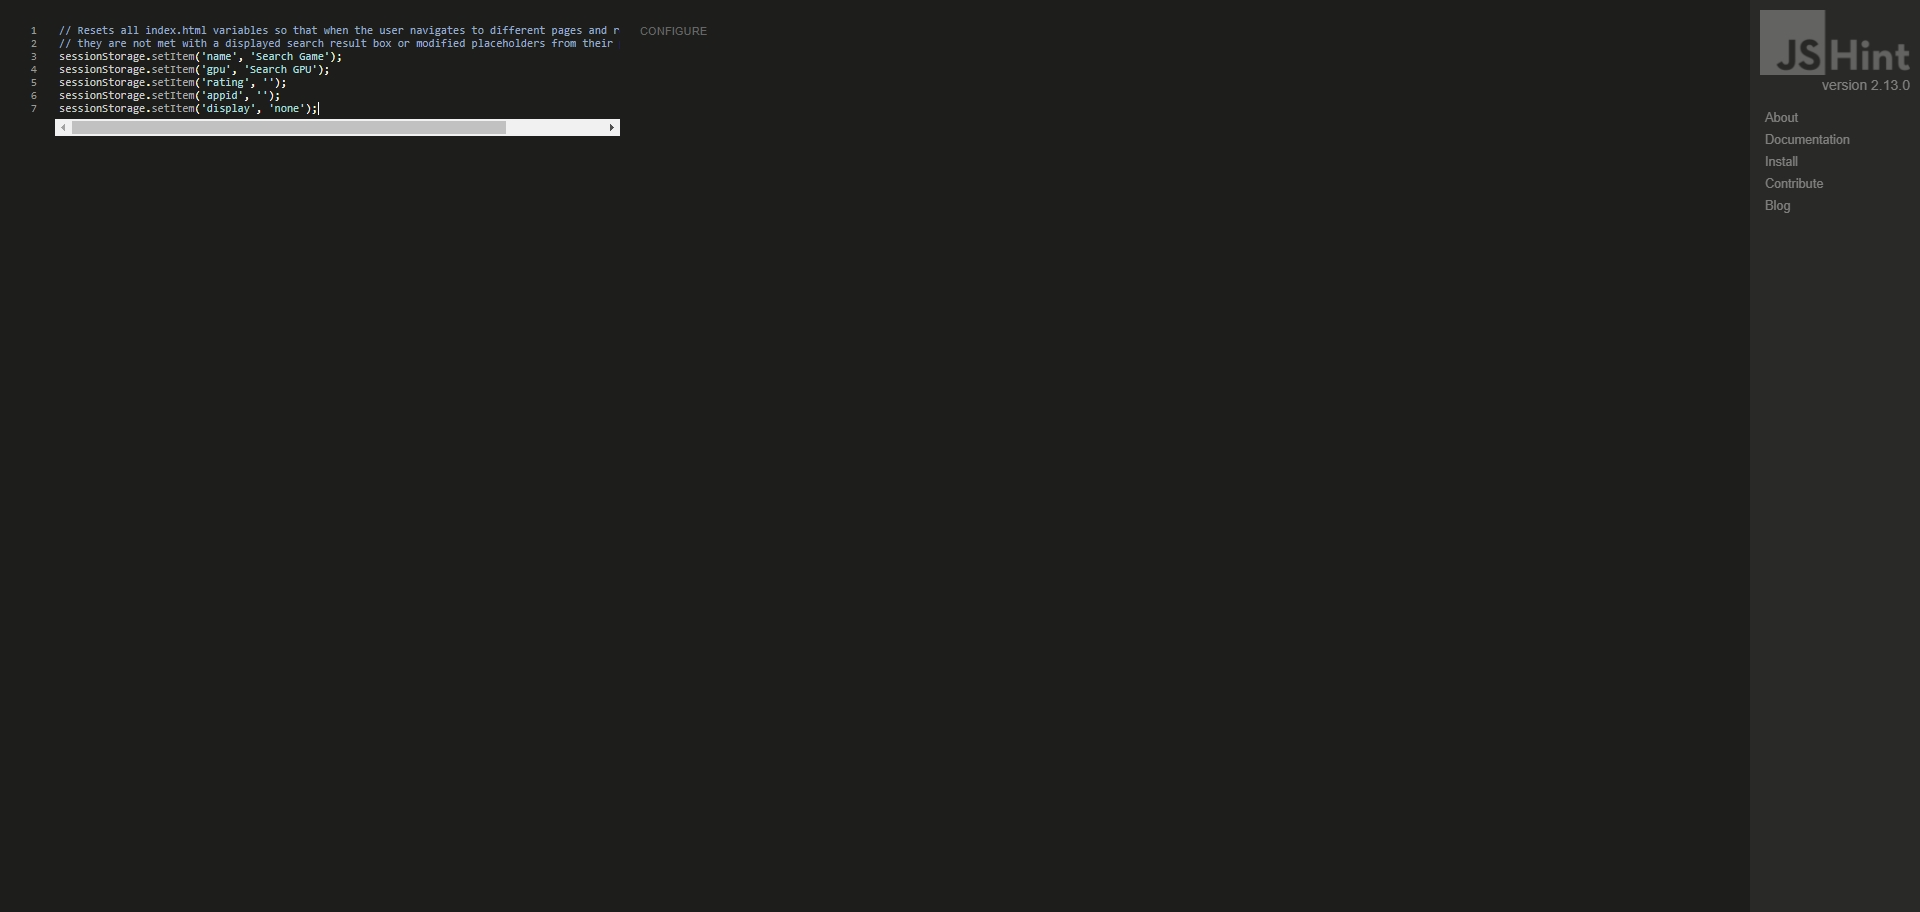 1 // Resets all index.html variables so that when the user navigates to different pages and r
2 // they are not met with a displayed search result box or modified placeholders from their
3 sessionStorage.setItem('name', 'Search Game');
4 sessionStorage.setItem('gpu', 'Search GPU');
5 sessionStorage.setItem('rating', '');
6 sessionStorage.setItem('appid', '');
7 sessionStorage.setItem('display', 'none');
CONFIGURE
JSHint
version 2.13.0
About
Documentation
Install
Contribute
Blog